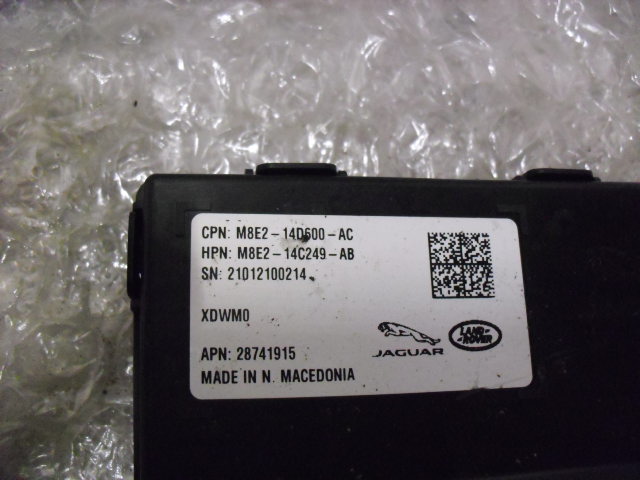 CPN: M8E2-14D600-AC
HPN: M8E2-14C249-AB
SN: 21012100214
XDWM0
JAGUAR
LAND-ROVER
APN: 28741915
MADE IN N. MACEDONIA